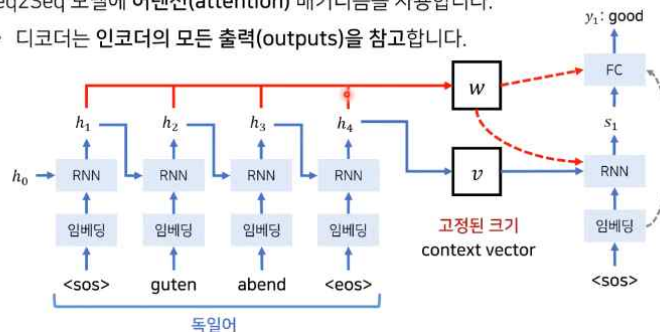 Seq2Seq 모델에 어텐션(attention) 매커니즘을 사용합니다.
디코더는 인코더의 모든 출력(outputs)을 참고합니다.
y₁: good
FC
w
h₁ h₂ h₃ h₄ s₁
h₀ RNN RNN RNN RNN v RNN
임베딩 임베딩 임베딩 임베딩 고정된 크기 임베딩
context vector
<sos> guten abend <eos> <sos>
독일어